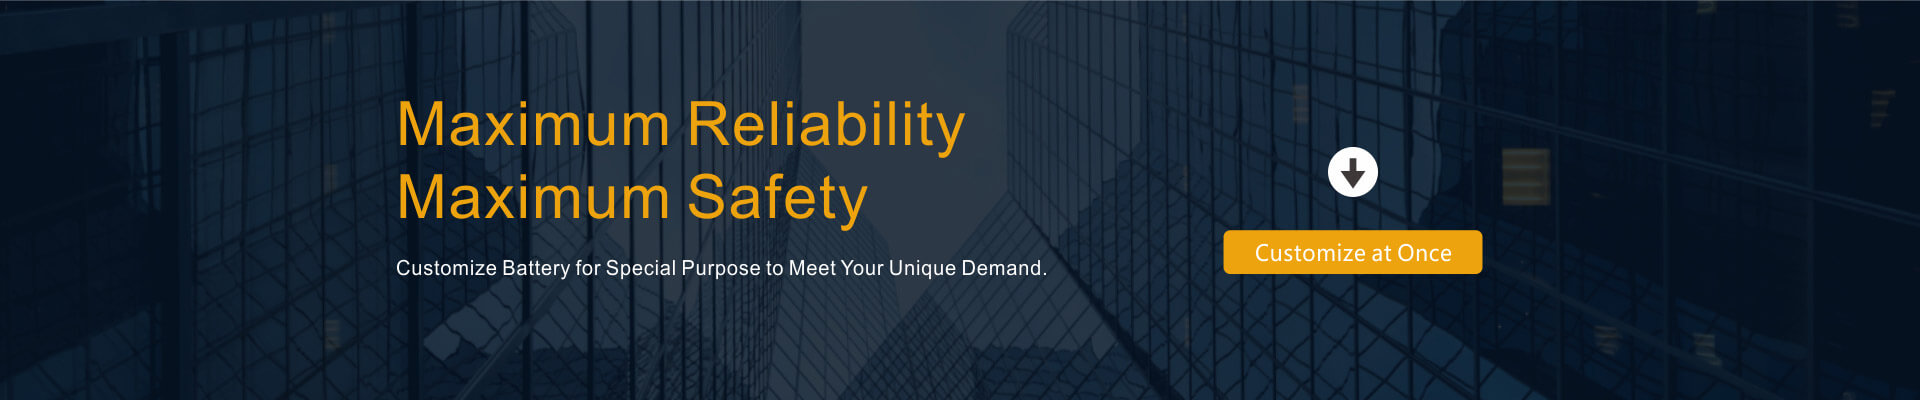 Maximum Reliability
Maximum Safety
Customize Battery for Special Purpose to Meet Your Unique Demand.
Customize at Once